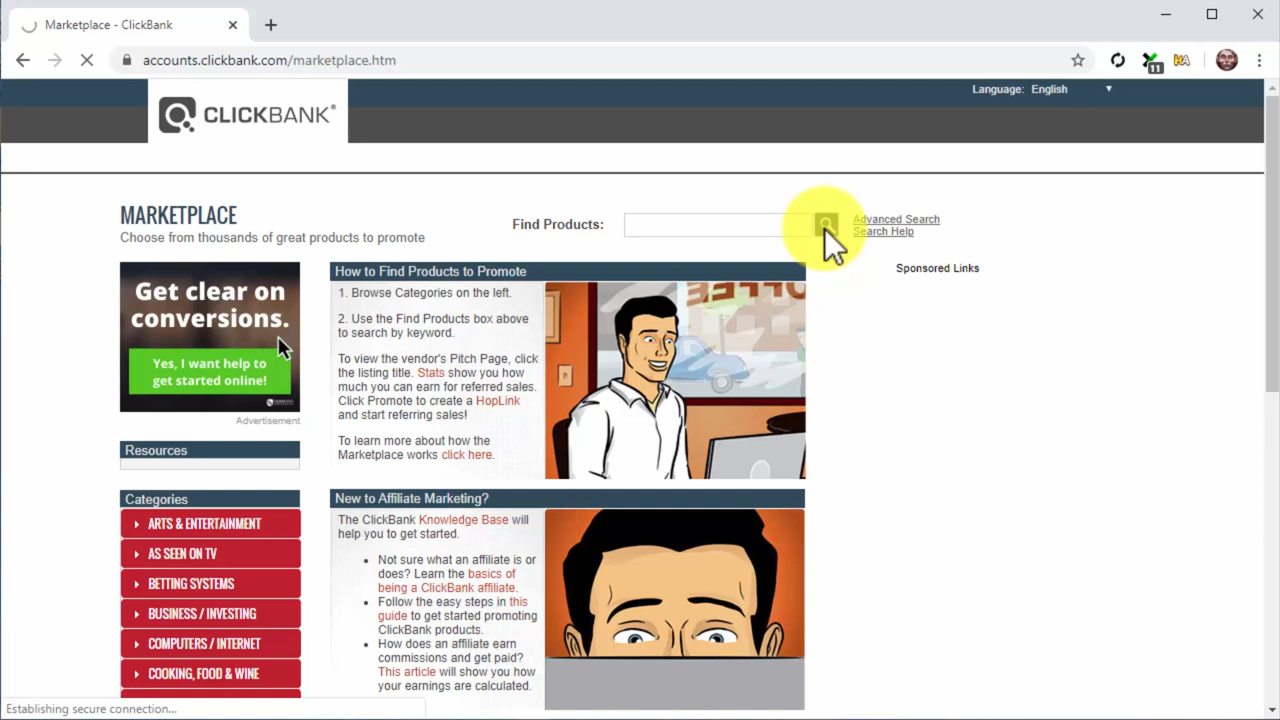 Marketplace - ClickBank
accounts.clickbank.com/marketplace.htm
11
HA
Language: English
CLICKBANK®
MARKETPLACE
Choose from thousands of great products to promote
Find Products:
Advanced Search
Search Help
Sponsored Links
Get clear on
conversions.
Yes, I want help to
get started online!
Advertisement
Resources
Categories
ARTS & ENTERTAINMENT
AS SEEN ON TV
BETTING SYSTEMS
BUSINESS / INVESTING
COMPUTERS / INTERNET
COOKING, FOOD & WINE
How to Find Products to Promote
1. Browse Categories on the left.
2. Use the Find Products box above
to search by keyword.
To view the vendor's Pitch Page, click
the listing title. Stats show you how
much you can earn for referred sales.
Click Promote to create a HopLink
and start referring sales!
To learn more about how the
Marketplace works click here.
New to Affiliate Marketing?
The ClickBank Knowledge Base will
help you to get started.
Not sure what an affiliate is or
does? Learn the basics of
being a ClickBank affiliate.
Follow the easy steps in this
guide to get started promoting
ClickBank products.
How does an affiliate earn
commissions and get paid?
This article will show you how
your earnings are calculated.
Establishing secure connection...